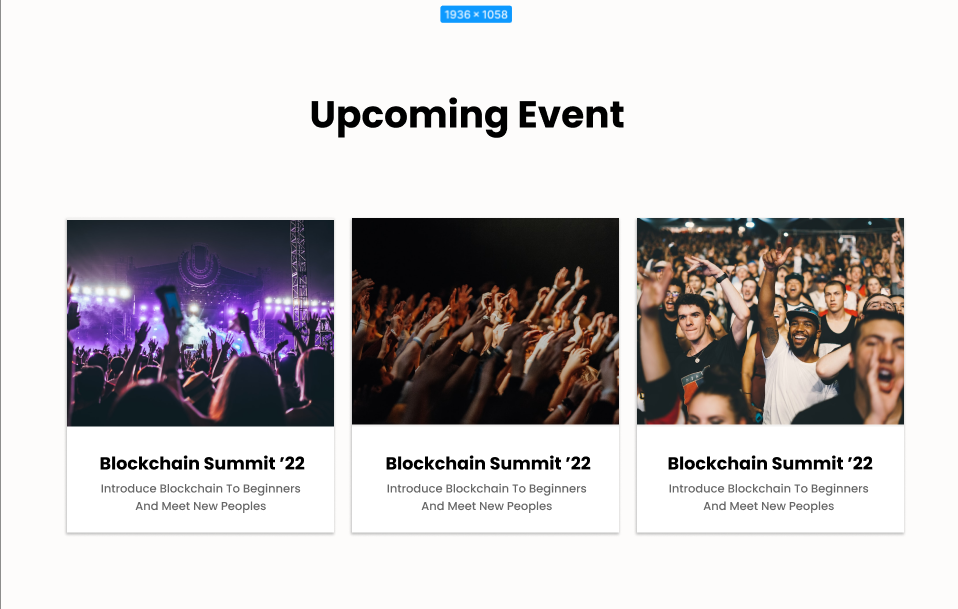 1936 × 1058
Upcoming Event
Blockchain Summit ’22
Introduce Blockchain To Beginners
And Meet New Peoples
Blockchain Summit ’22
Introduce Blockchain To Beginners
And Meet New Peoples
Blockchain Summit ’22
Introduce Blockchain To Beginners
And Meet New Peoples